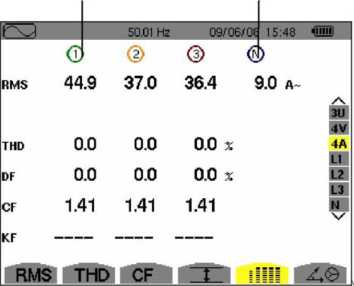 50.01 Hz 09/06/06 15:48
1 2 3 N
RMS 44.9 37.0 36.4 9.0 A~
3U
4V
THD 0.0 0.0 0.0 %
4A
L1
DF 0.0 0.0 0.0 %
L2
L3
CF 1.41 1.41 1.41
N
KF ---- ---- ----
RMS THD CF